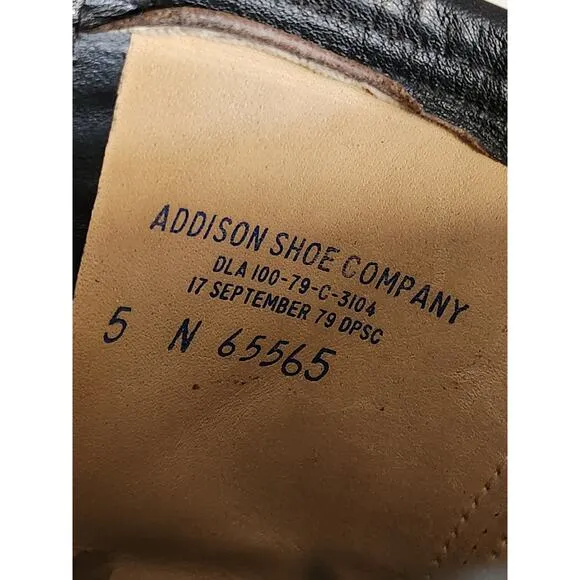 ADDISON SHOE COMPANY
DLA 100-79-C-3104
17 SEPTEMBER 79 DPSC
5 N 65565